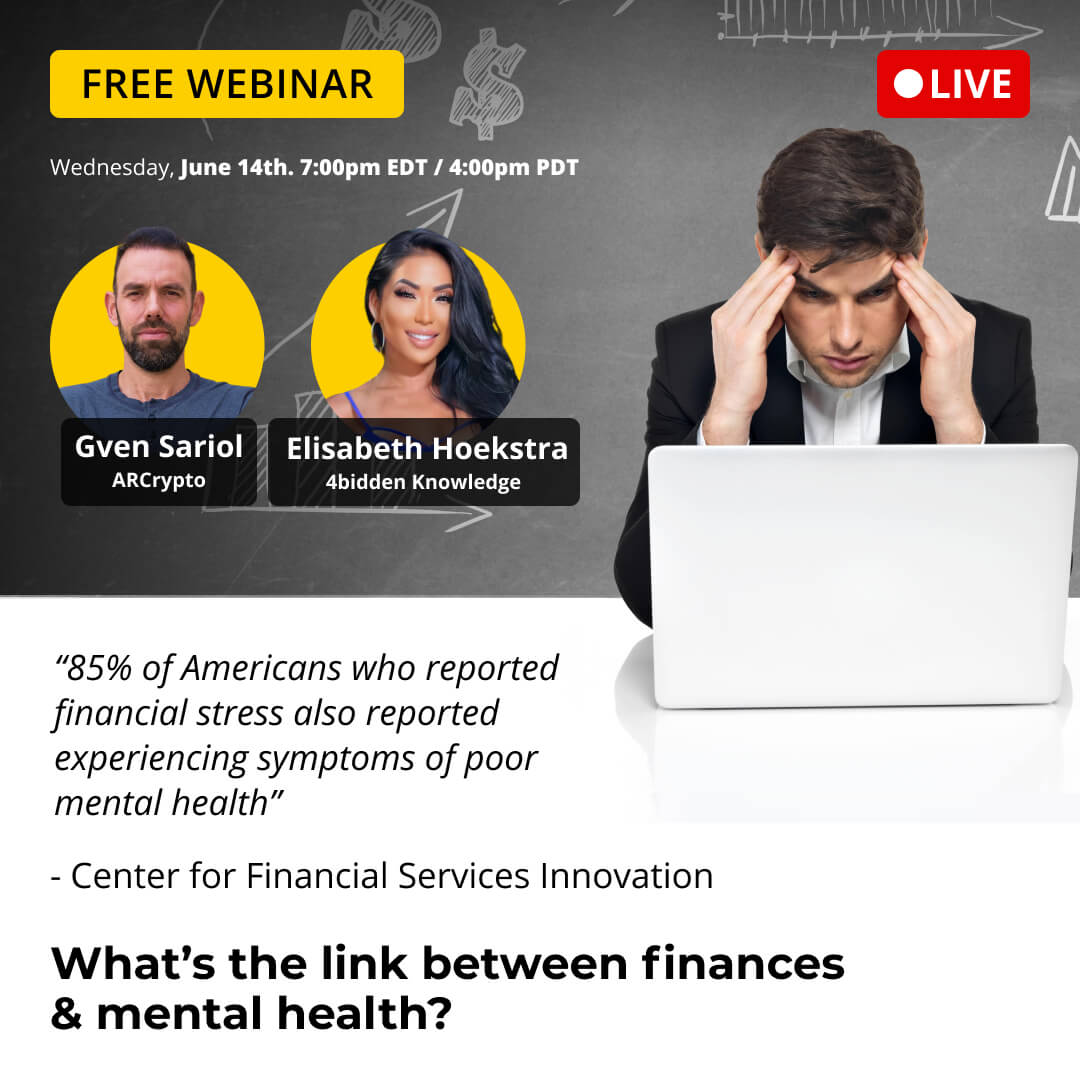 FREE WEBINAR
LIVE
Wednesday, June 14th. 7:00pm EDT / 4:00pm PDT
Gven Sariol
ARCrypto
Elisabeth Hoekstra
4bidden Knowledge
“85% of Americans who reported
financial stress also reported
experiencing symptoms of poor
mental health”
- Center for Financial Services Innovation
What’s the link between finances
& mental health?